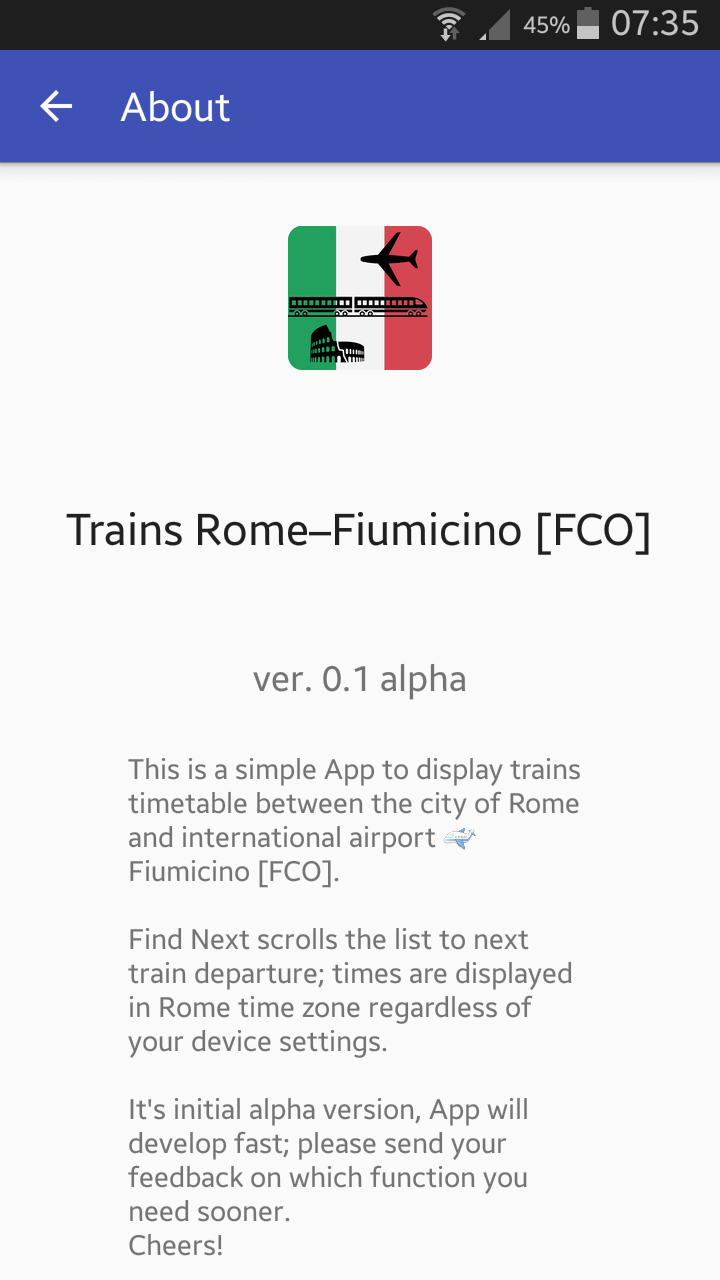 45% 07:35
About
Trains Rome–Fiumicino [FCO]
ver. 0.1 alpha
This is a simple App to display trains
timetable between the city of Rome
and international airport 🛩
Fiumicino [FCO].
Find Next scrolls the list to next
train departure; times are displayed
in Rome time zone regardless of
your device settings.
It's initial alpha version, App will
develop fast; please send your
feedback on which function you
need sooner.
Cheers!